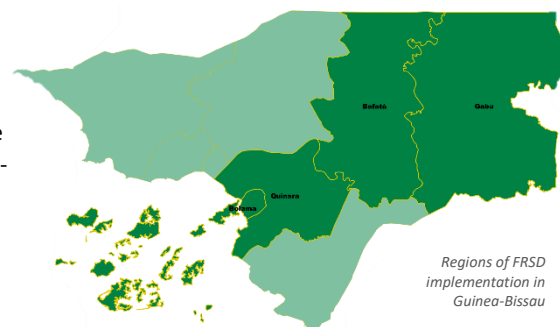 e
-
Bafatá
Gabu
Quinara
Bolama
Regions of FRSD
implementation in
Guinea-Bissau